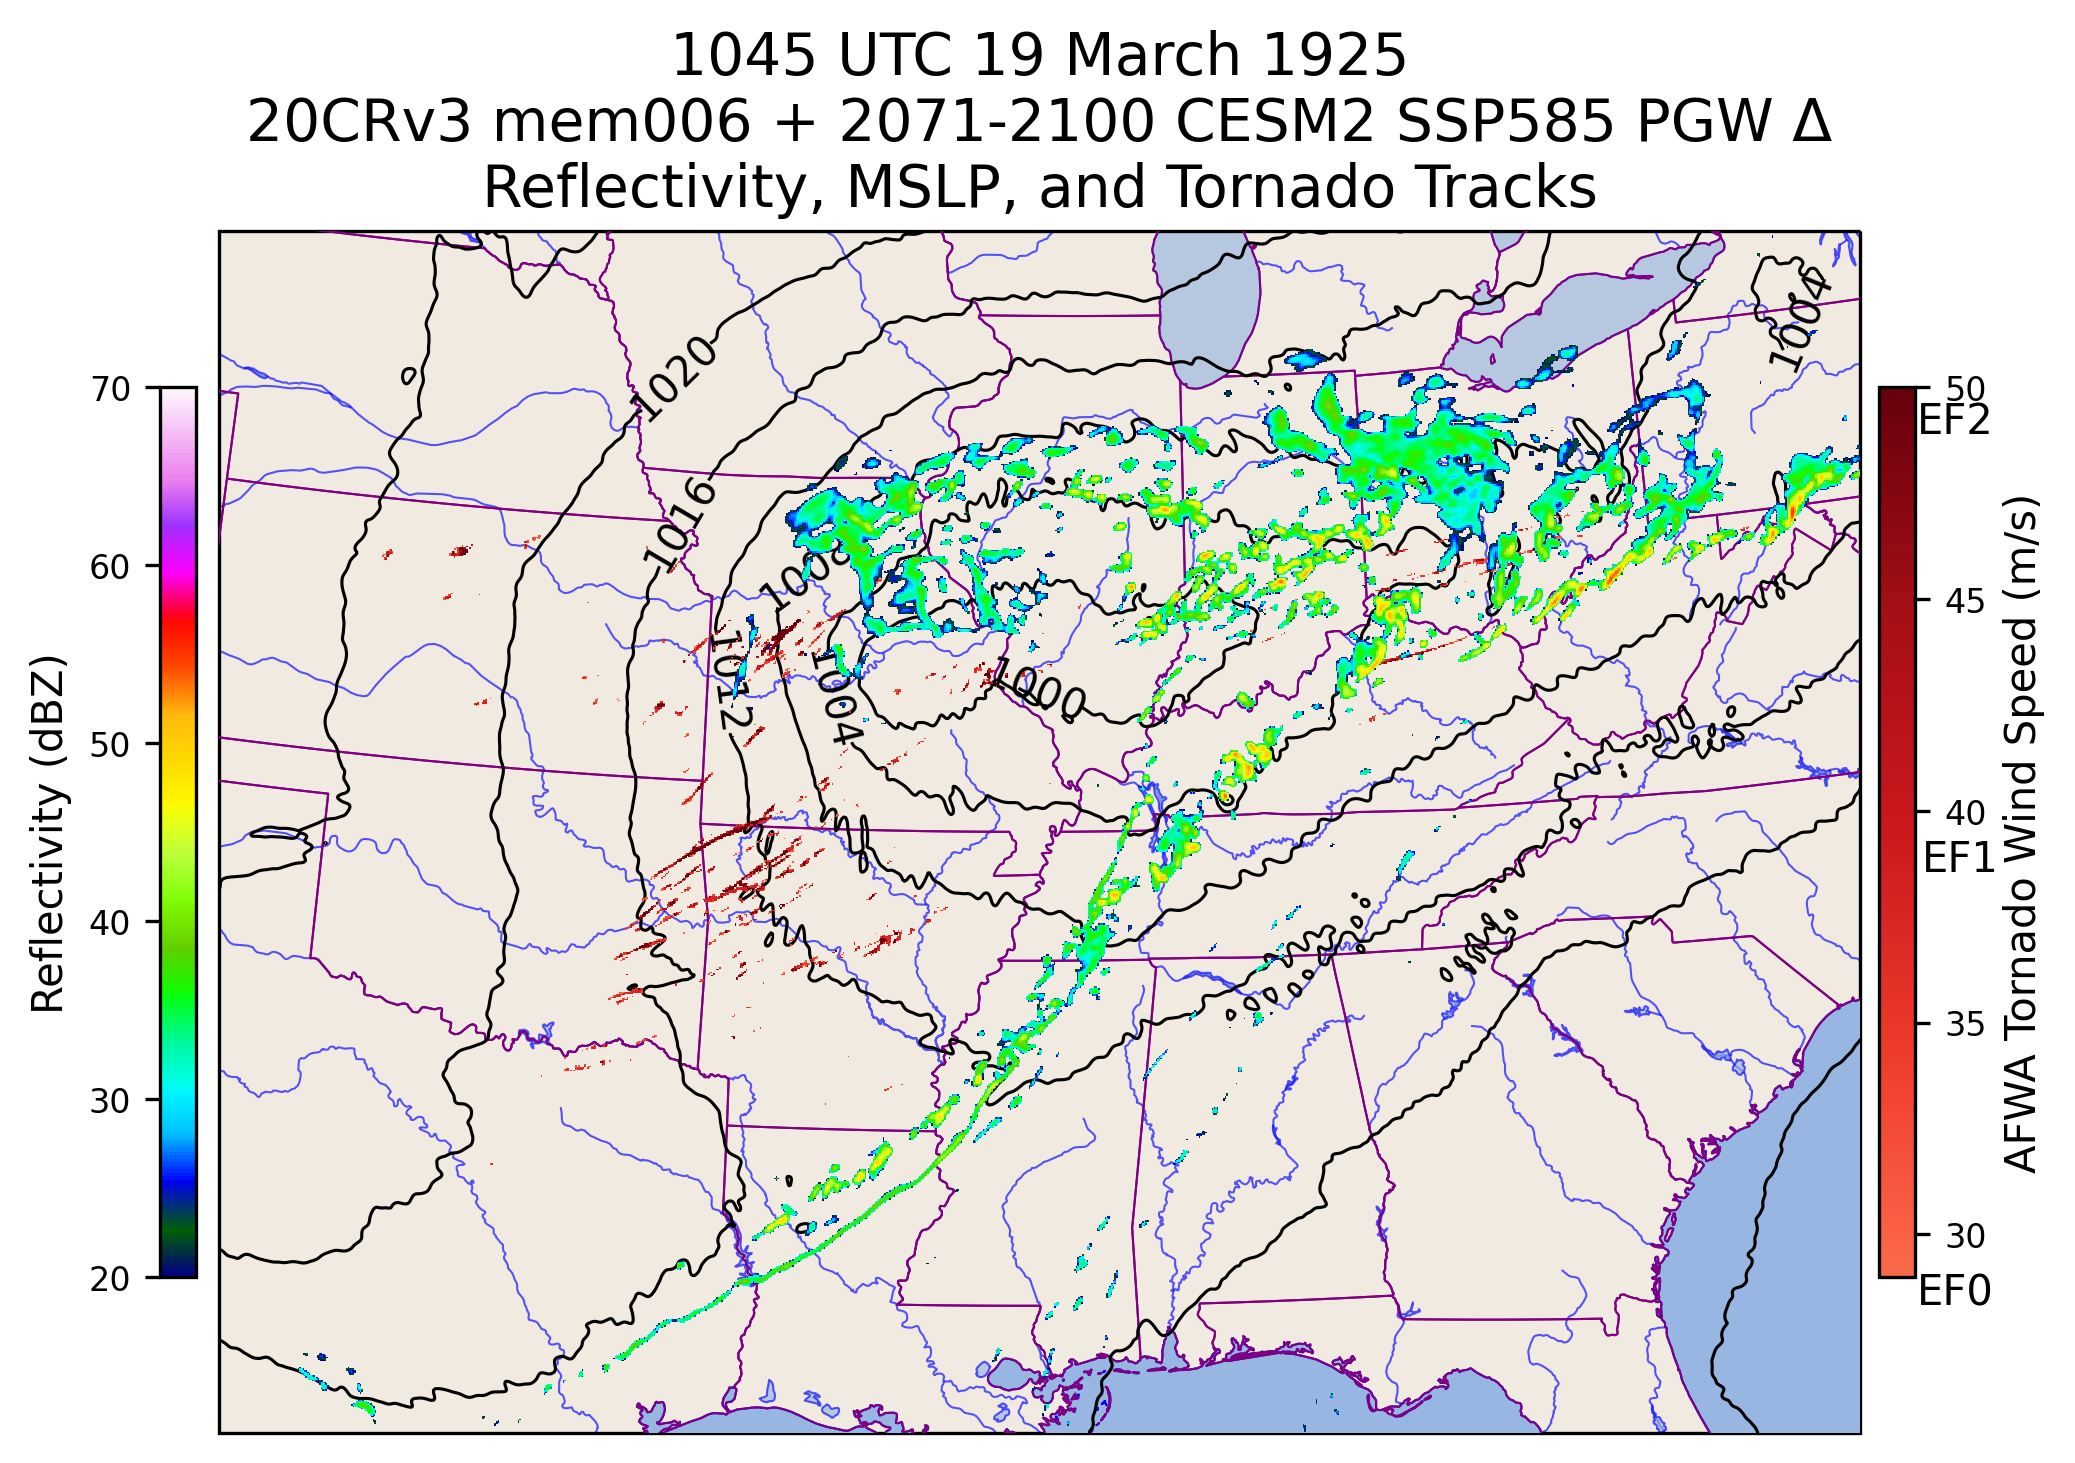 1045 UTC 19 March 1925
20CRv3 mem006 + 2071-2100 CESM2 SSP585 PGW Δ
Reflectivity, MSLP, and Tornado Tracks
Reflectivity (dBZ)
70
60
50
40
30
20
1020
1016
1008
1012
1004
1000
1004
50
EF2
45
40
EF1
35
30
EF0
AFWA Tornado Wind Speed (m/s)